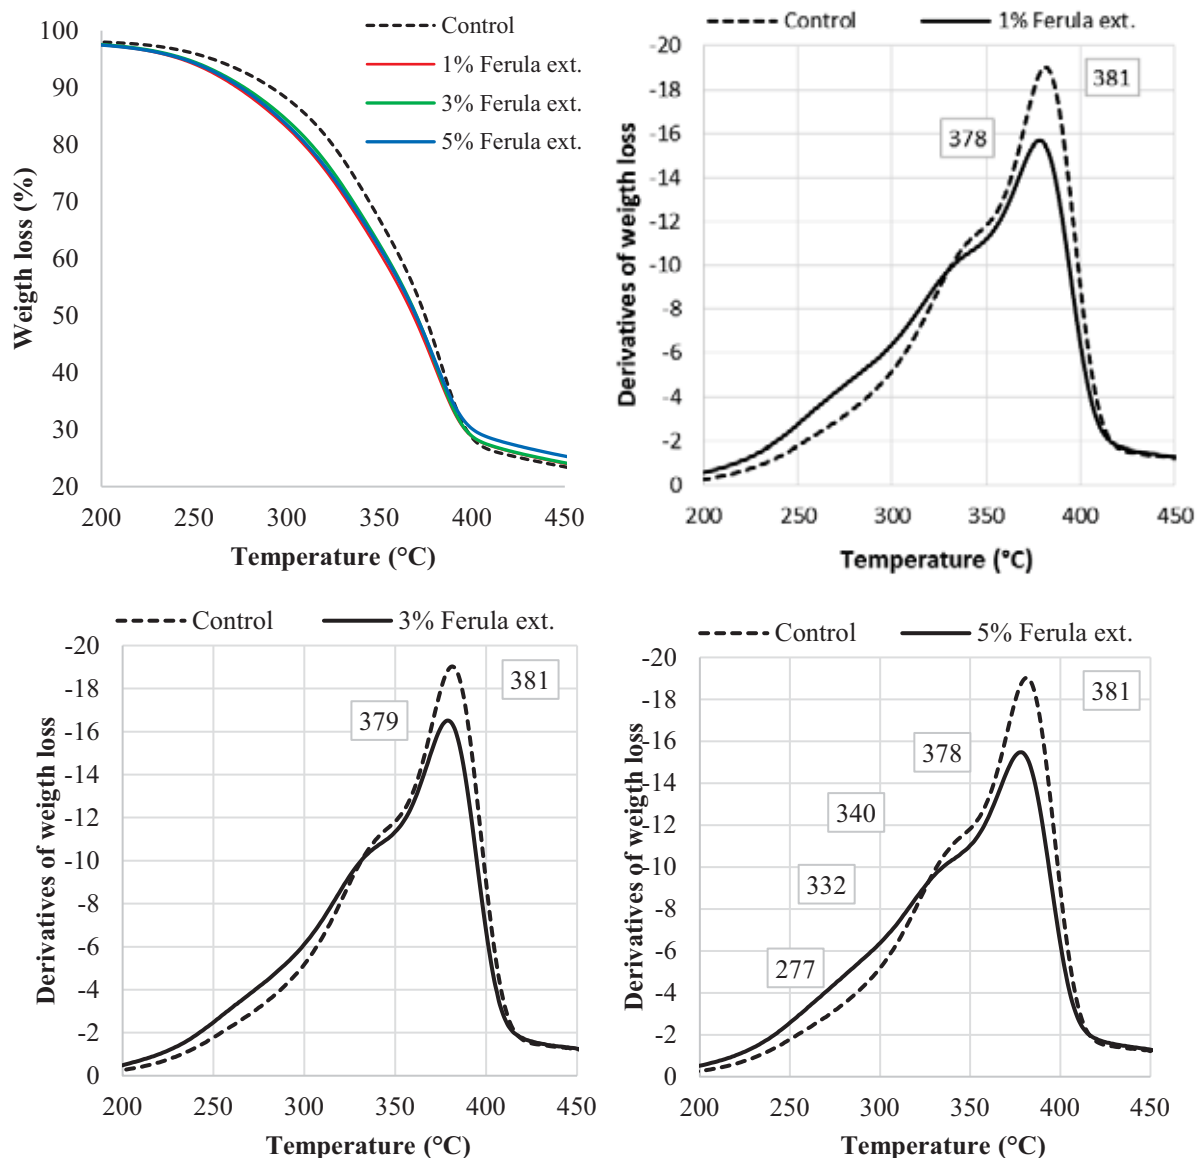 Control
1% Ferula ext.
3% Ferula ext.
5% Ferula ext.
100
90
80
70
60
50
40
30
20
Weigth loss (%)
200 250 300 350 400 450
Temperature (°C)
Control 1% Ferula ext.
-20
-18
-16
-14
-12
-10
-8
-6
-4
-2
0
381
378
Derivatives of weigth loss
200 250 300 350 400 450
Temperature (°C)
Control 3% Ferula ext.
-20
-18
-16
-14
-12
-10
-8
-6
-4
-2
0
381
379
Derivatives of weigth loss
200 250 300 350 400 450
Temperature (°C)
Control 5% Ferula ext.
-20
-18
-16
-14
-12
-10
-8
-6
-4
-2
0
381
378
340
332
277
Derivatives of weigth loss
200 250 300 350 400 450
Temperature (°C)